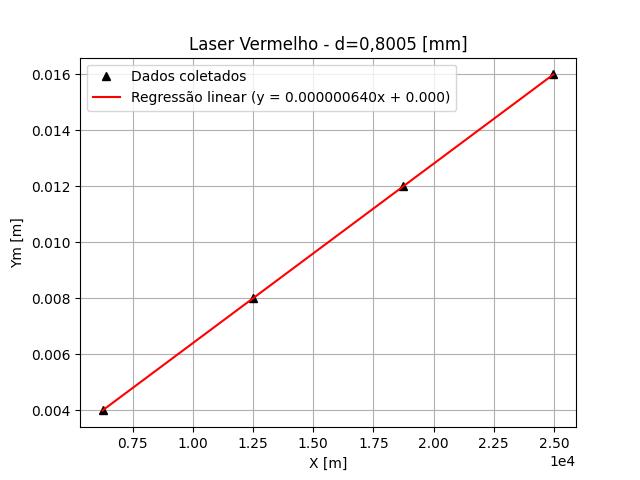 Laser Vermelho - d=0,8005 [mm]
Dados coletados
Regressão linear (y = 0.000000640x + 0.000)
0.016
0.014
0.012
0.010
0.008
0.006
0.004
Ym [m]
0.75 1.00 1.25 1.50 1.75 2.00 2.25 2.50
1e4
X [m]